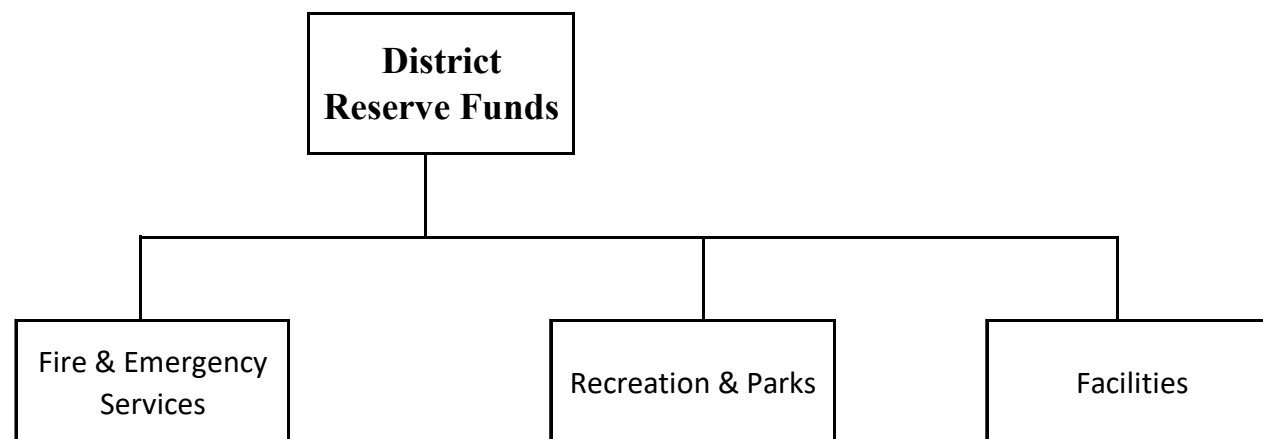 District
Reserve Funds
Fire & Emergency
Services
Recreation & Parks
Facilities